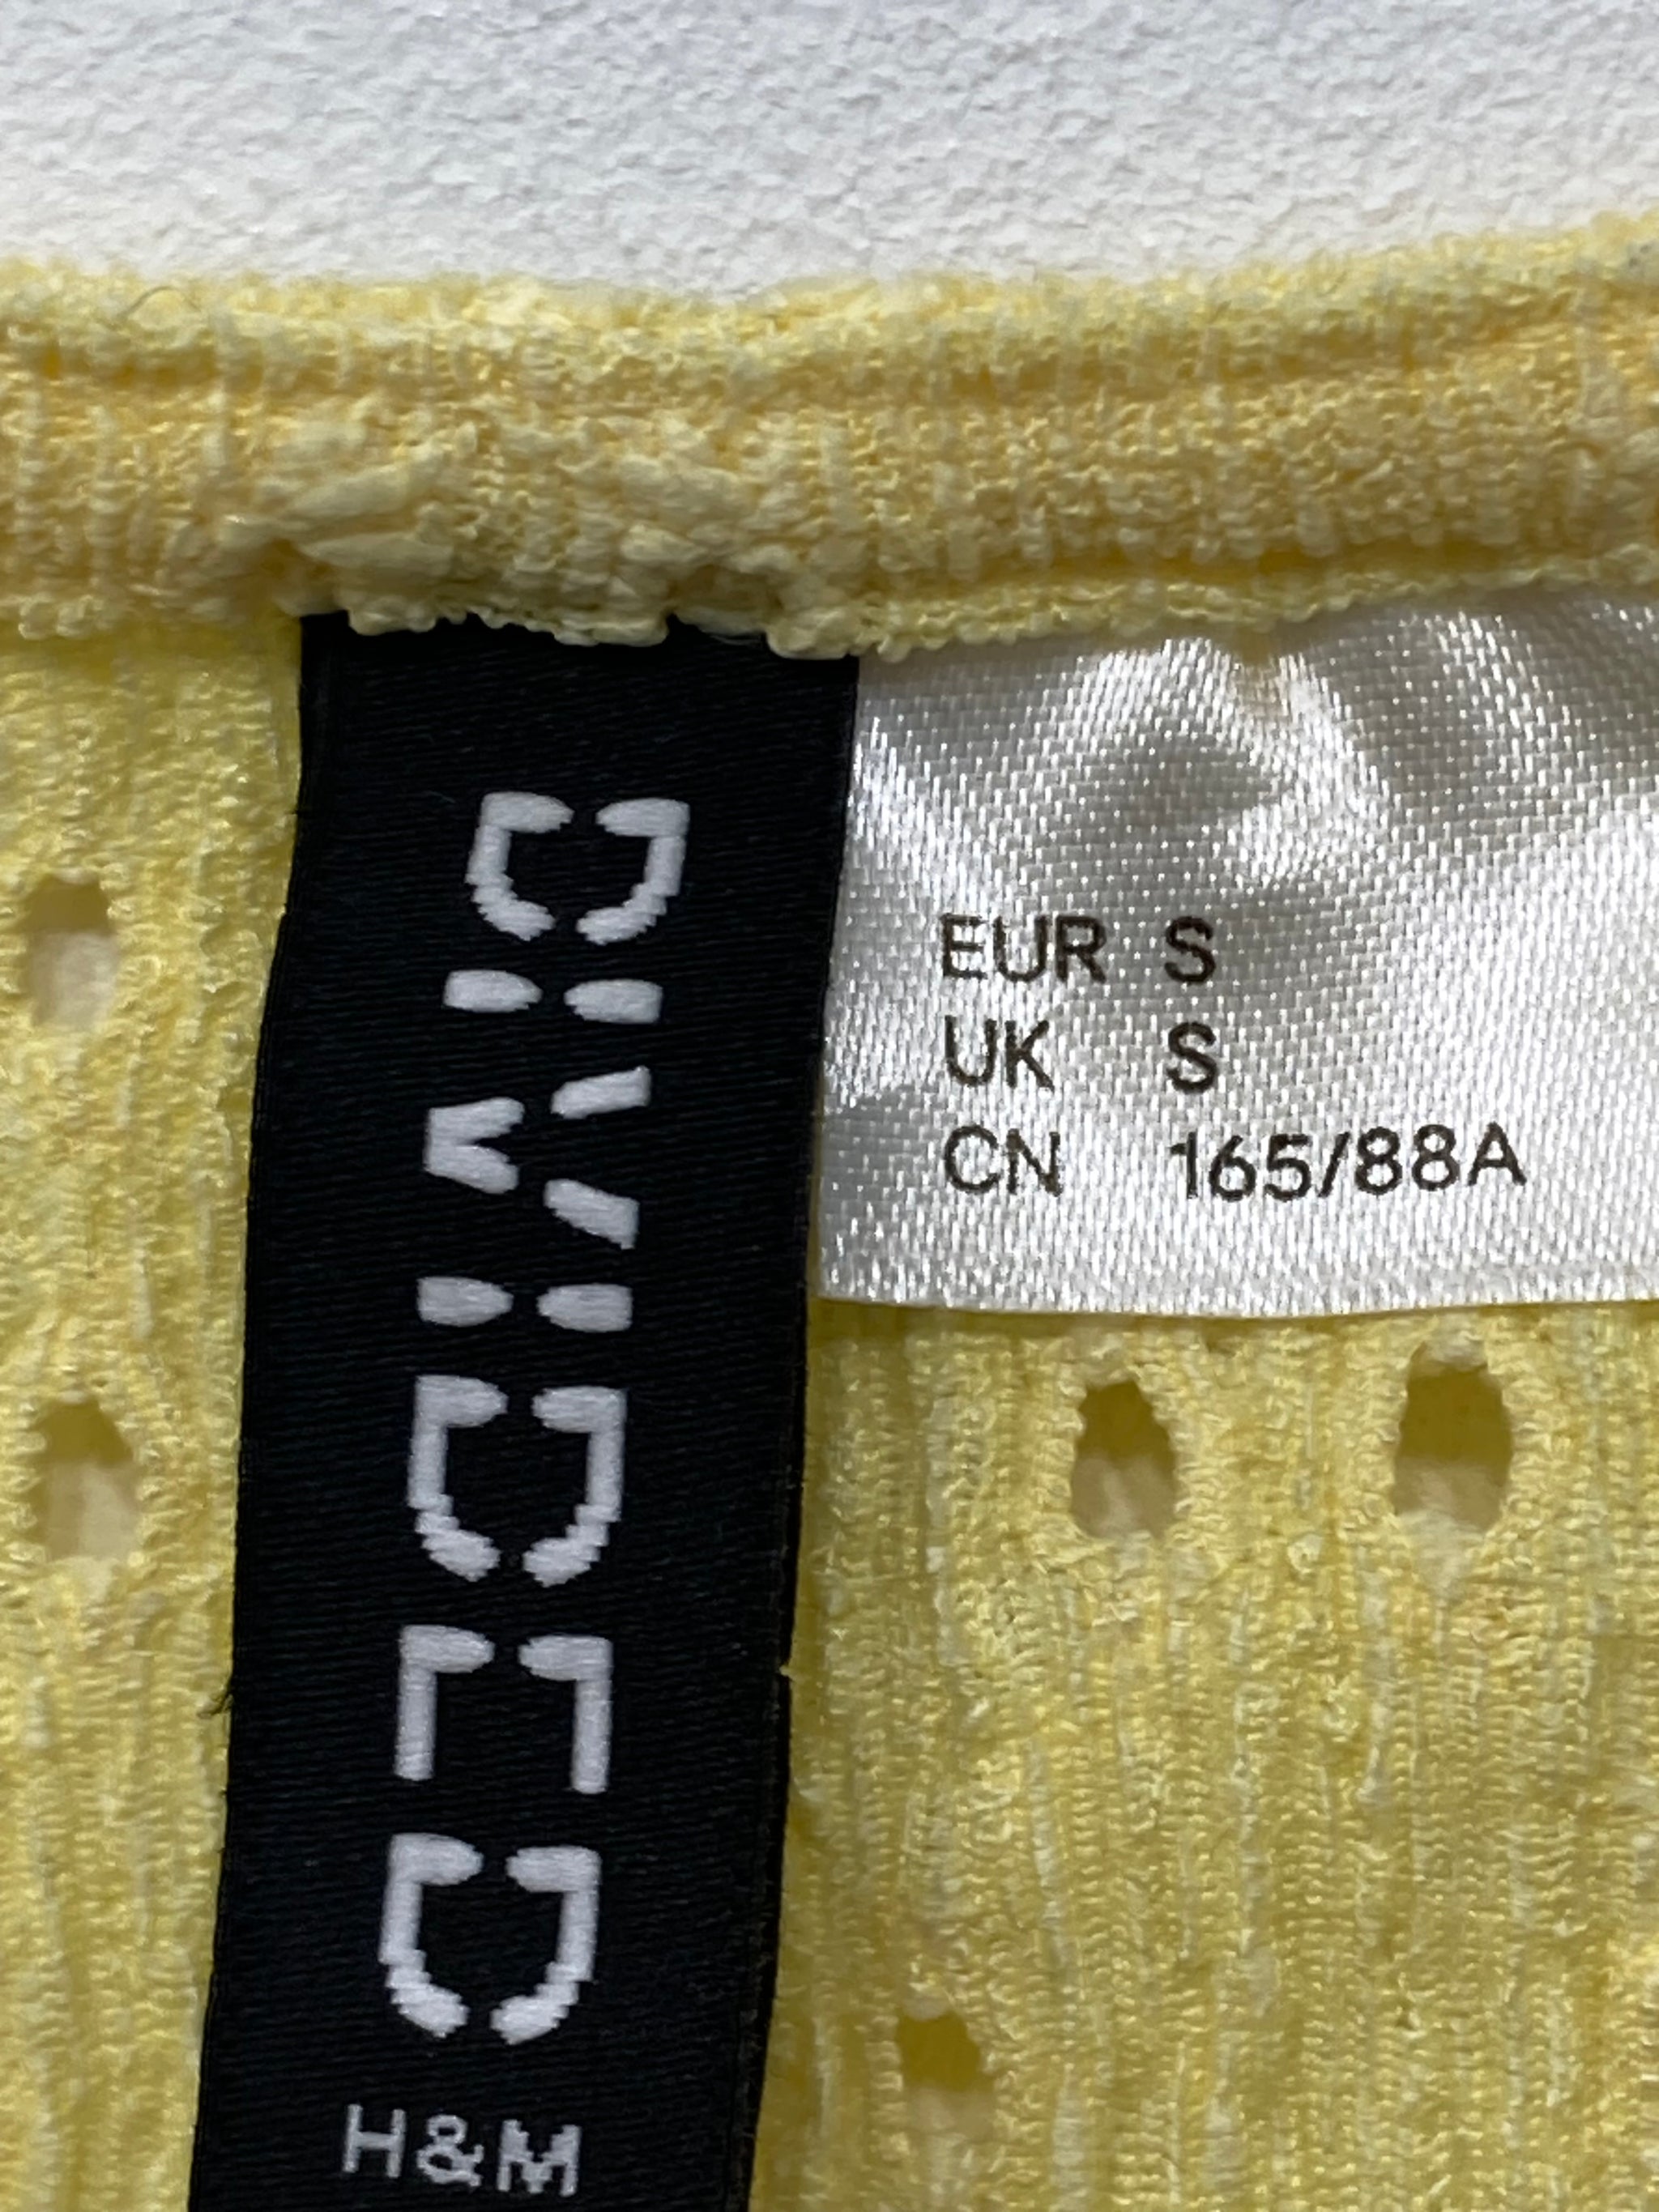 DIVIDED
H&M
EUR S
UK S
CN 165/88A